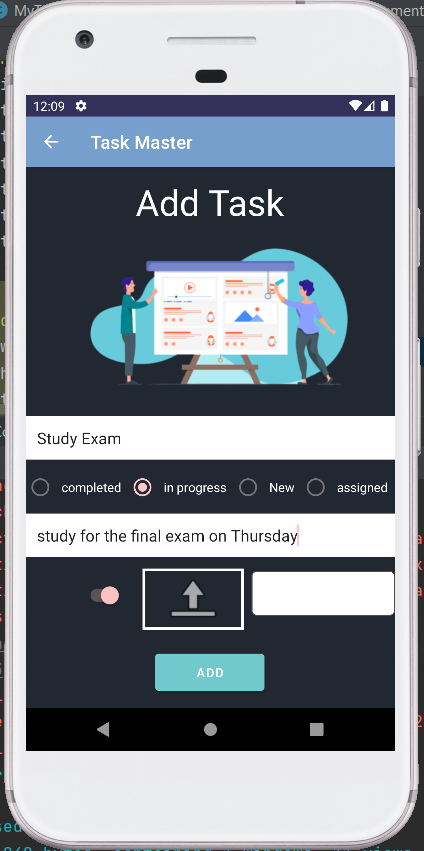 12:09
Task Master
Add Task
Study Exam
completed in progress New assigned
study for the final exam on Thursday
ADD